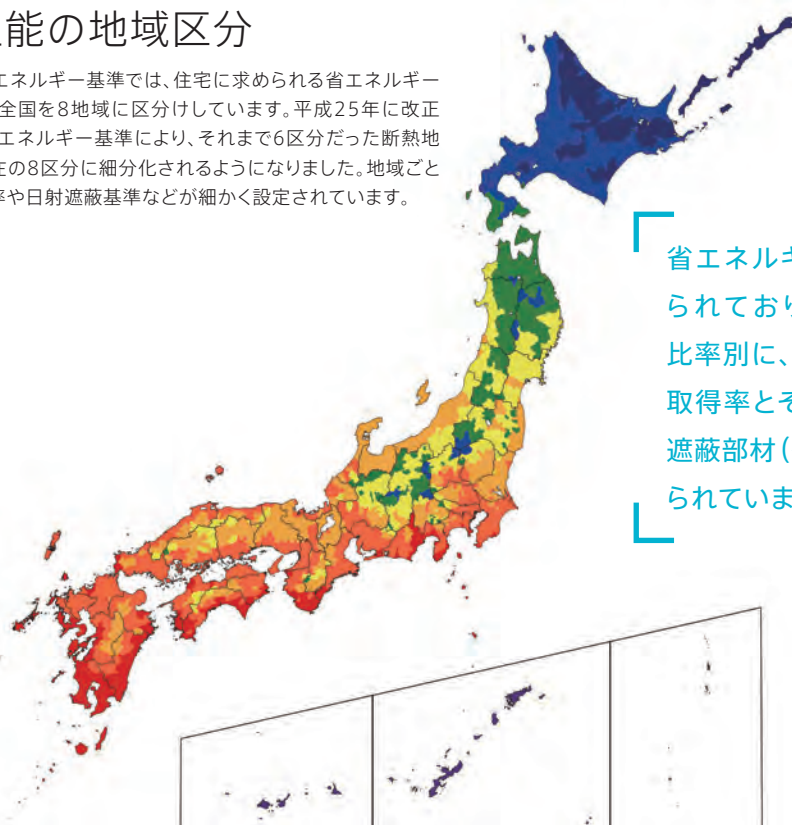 能の地域区分
エネルギー基準では、住宅に求められる省エネルギー
全国を8地域に区分けしています。平成25年に改正
エネルギー基準により、それまで6区分だった断熱地
在の8区分に細分化されるようになりました。地域ごと
率や日射遮蔽基準などが細かく設定されています。
省エネルギ
られており
比率別に、
取得率とそ
遮蔽部材(
られていま